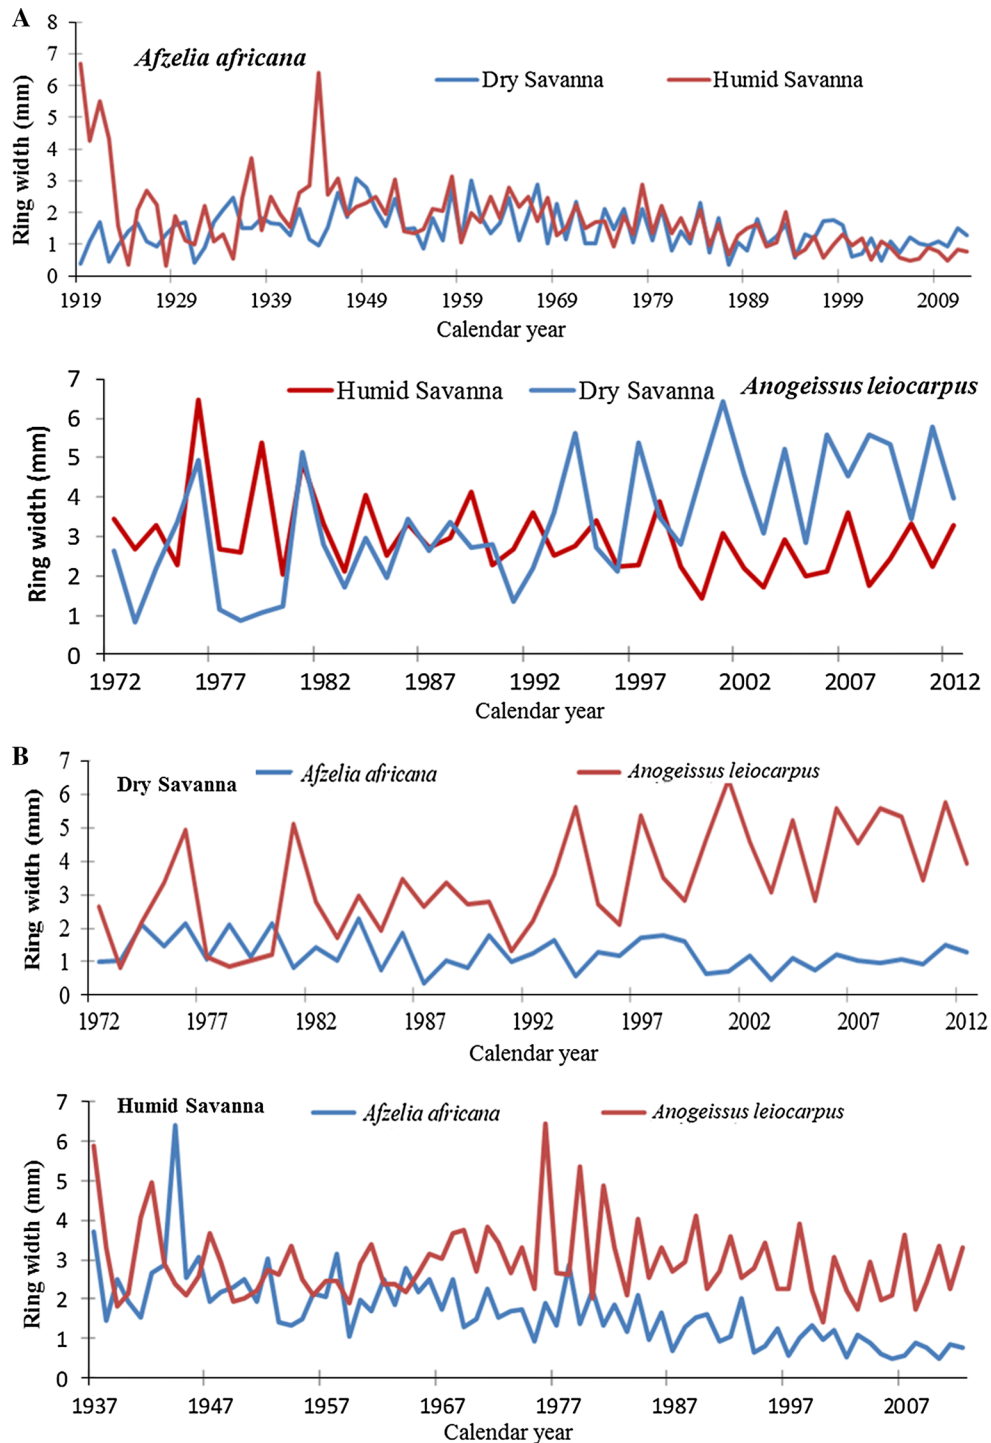 A
Afzelia africana
Dry Savanna
Humid Savanna
Ring width (mm)
8
7
6
5
4
3
2
1
0
1919 1929 1939 1949 1959 1969 1979 1989 1999 2009
Calendar year
Humid Savanna
Dry Savanna
Anogeissus leiocarpus
Ring width (mm)
7
6
5
4
3
2
1
0
1972 1977 1982 1987 1992 1997 2002 2007 2012
Calendar year
B
Dry Savanna
Afzelia africana
Anogeissus leiocarpus
Ring width (mm)
7
6
5
4
3
2
1
0
1972 1977 1982 1987 1992 1997 2002 2007 2012
Calendar year
Humid Savanna
Afzelia africana
Anogeissus leiocarpus
Ring width (mm)
7
6
5
4
3
2
1
0
1937 1947 1957 1967 1977 1987 1997 2007
Calendar year